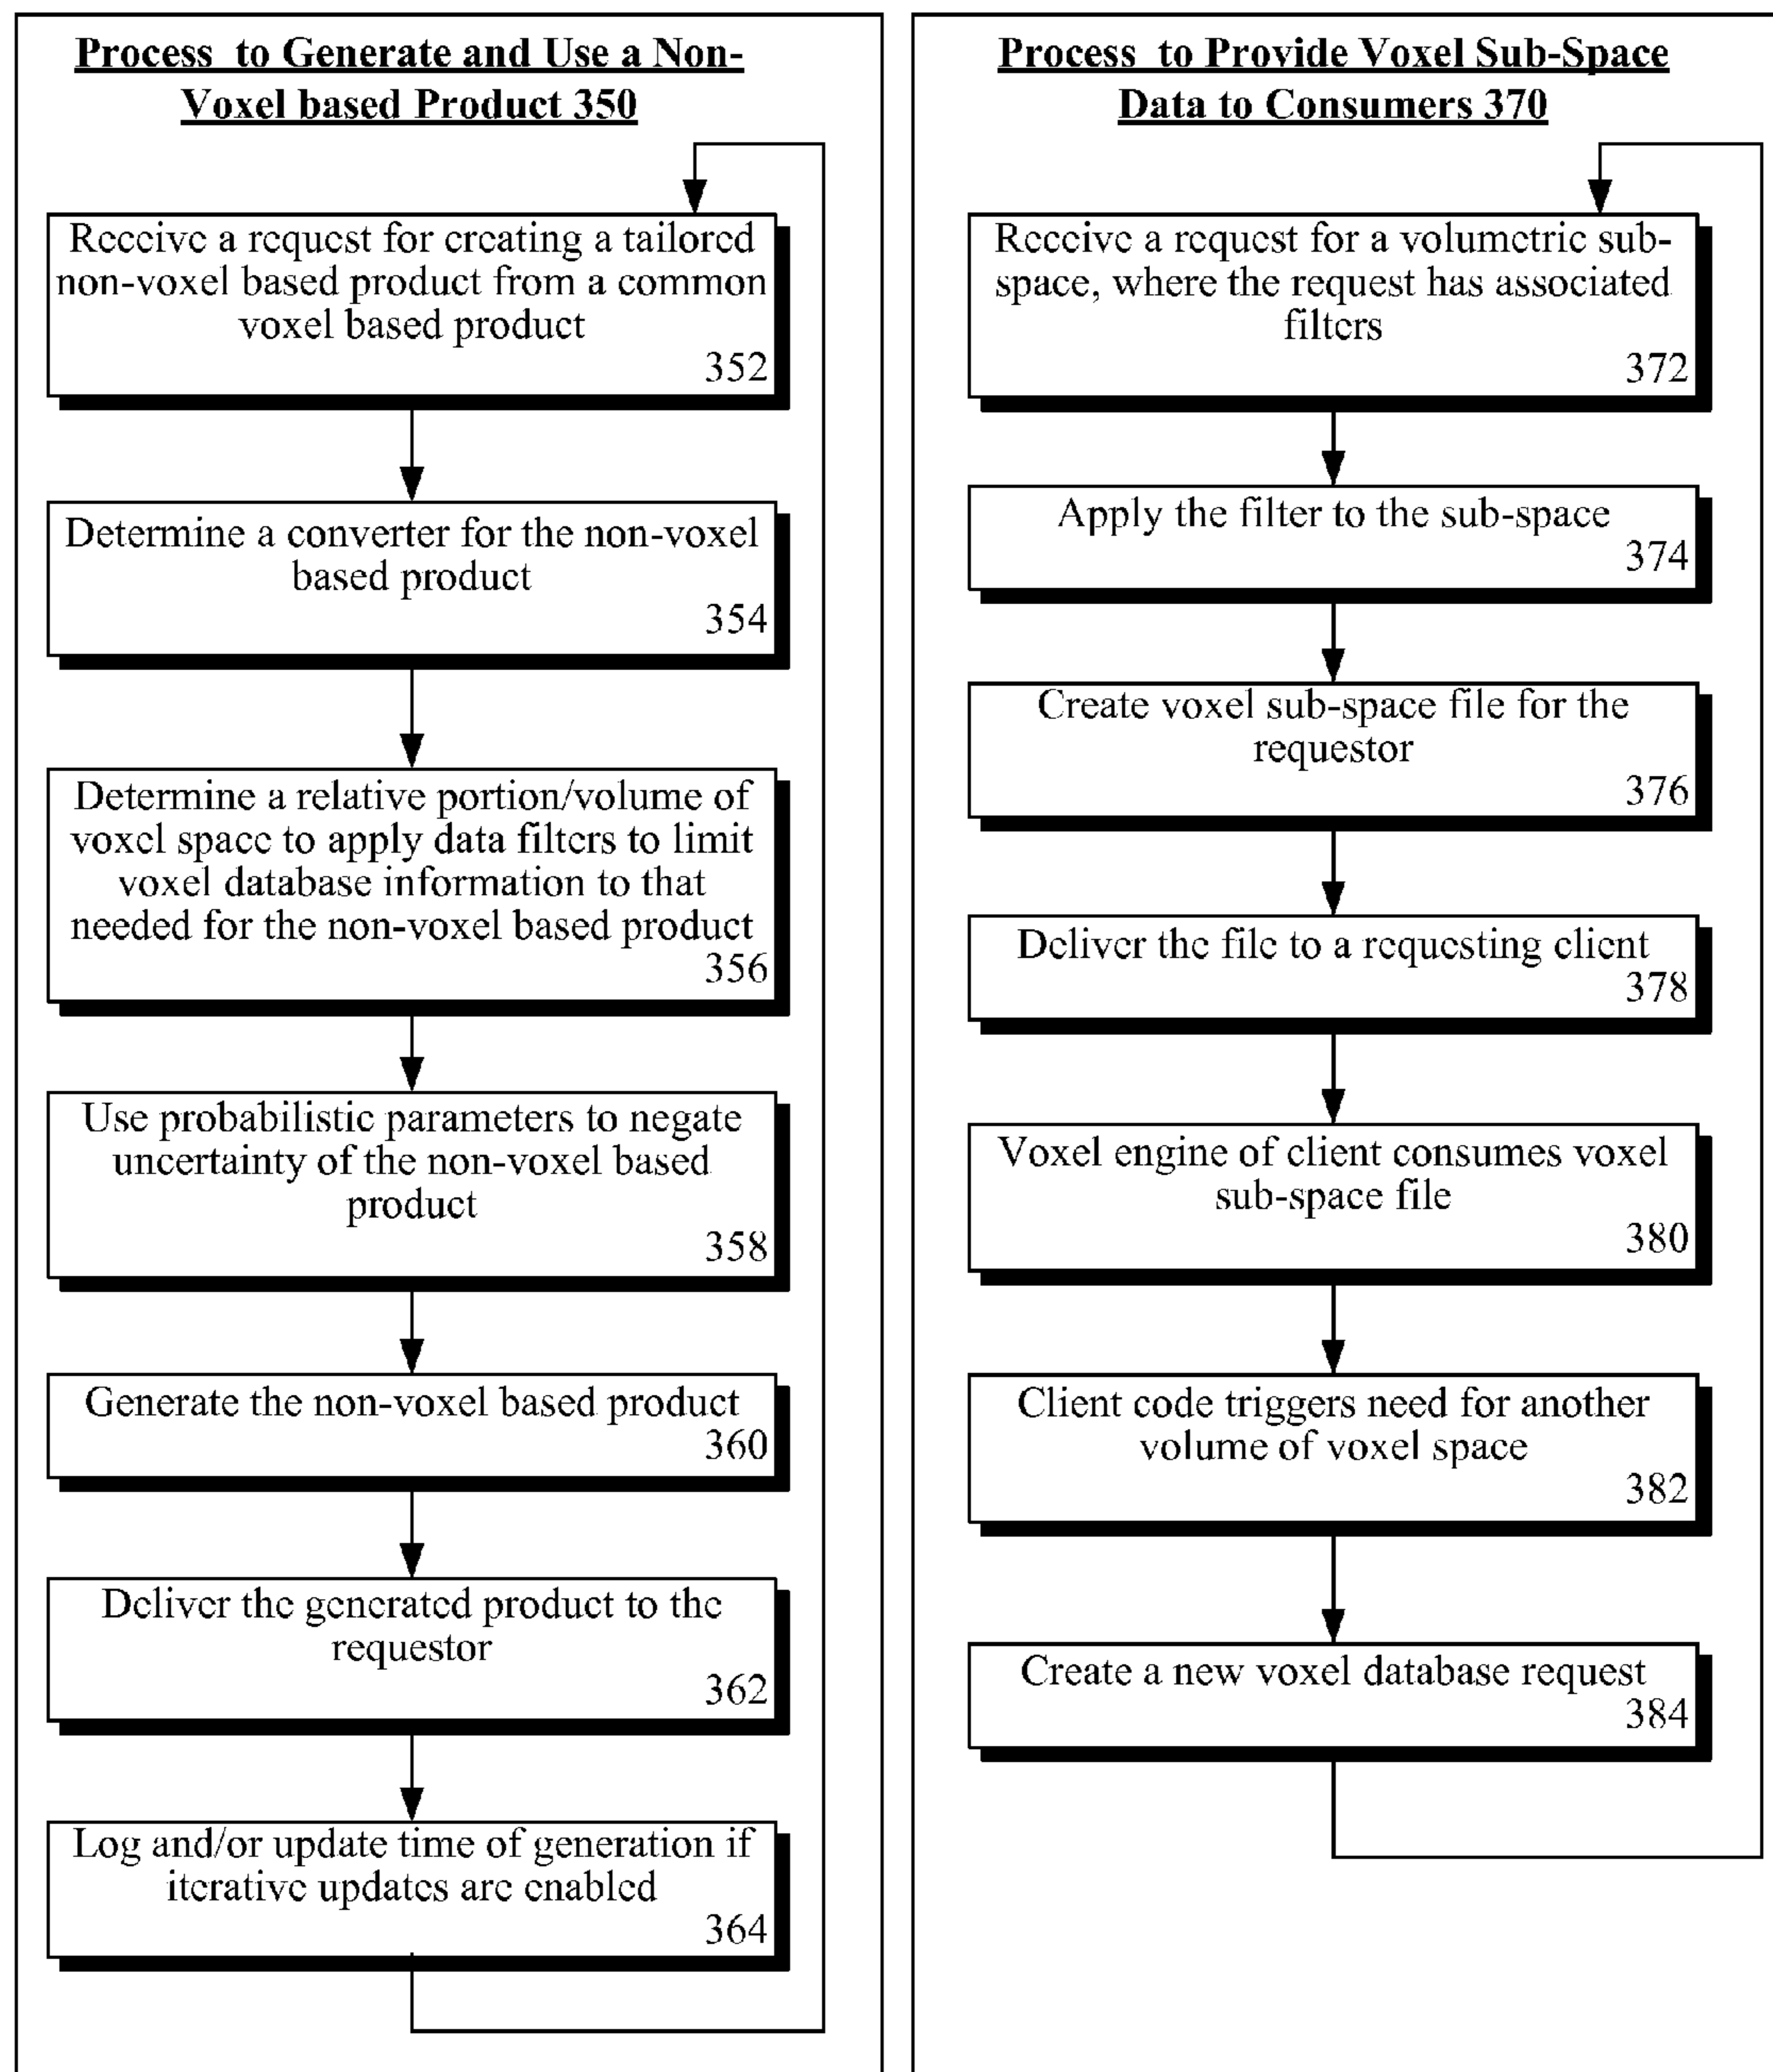 Process to Generate and Use a Non-
Voxel based Product 350
Receive a request for creating a tailored
non-voxel based product from a common
voxel based product
352
Determine a converter for the non-voxel
based product
354
Determine a relative portion/volume of
voxel space to apply data filters to limit
voxel database information to that
needed for the non-voxel based product
356
Use probabilistic parameters to negate
uncertainty of the non-voxel based
product
358
Generate the non-voxel based product
360
Deliver the generated product to the
requestor
362
Log and/or update time of generation if
iterative updates are enabled
364
Process to Provide Voxel Sub-Space
Data to Consumers 370
Receive a request for a volumetric sub-
space, where the request has associated
filters
372
Apply the filter to the sub-space
374
Create voxel sub-space file for the
requestor
376
Deliver the file to a requesting client
378
Voxel engine of client consumes voxel
sub-space file
380
Client code triggers need for another
volume of voxel space
382
Create a new voxel database request
384